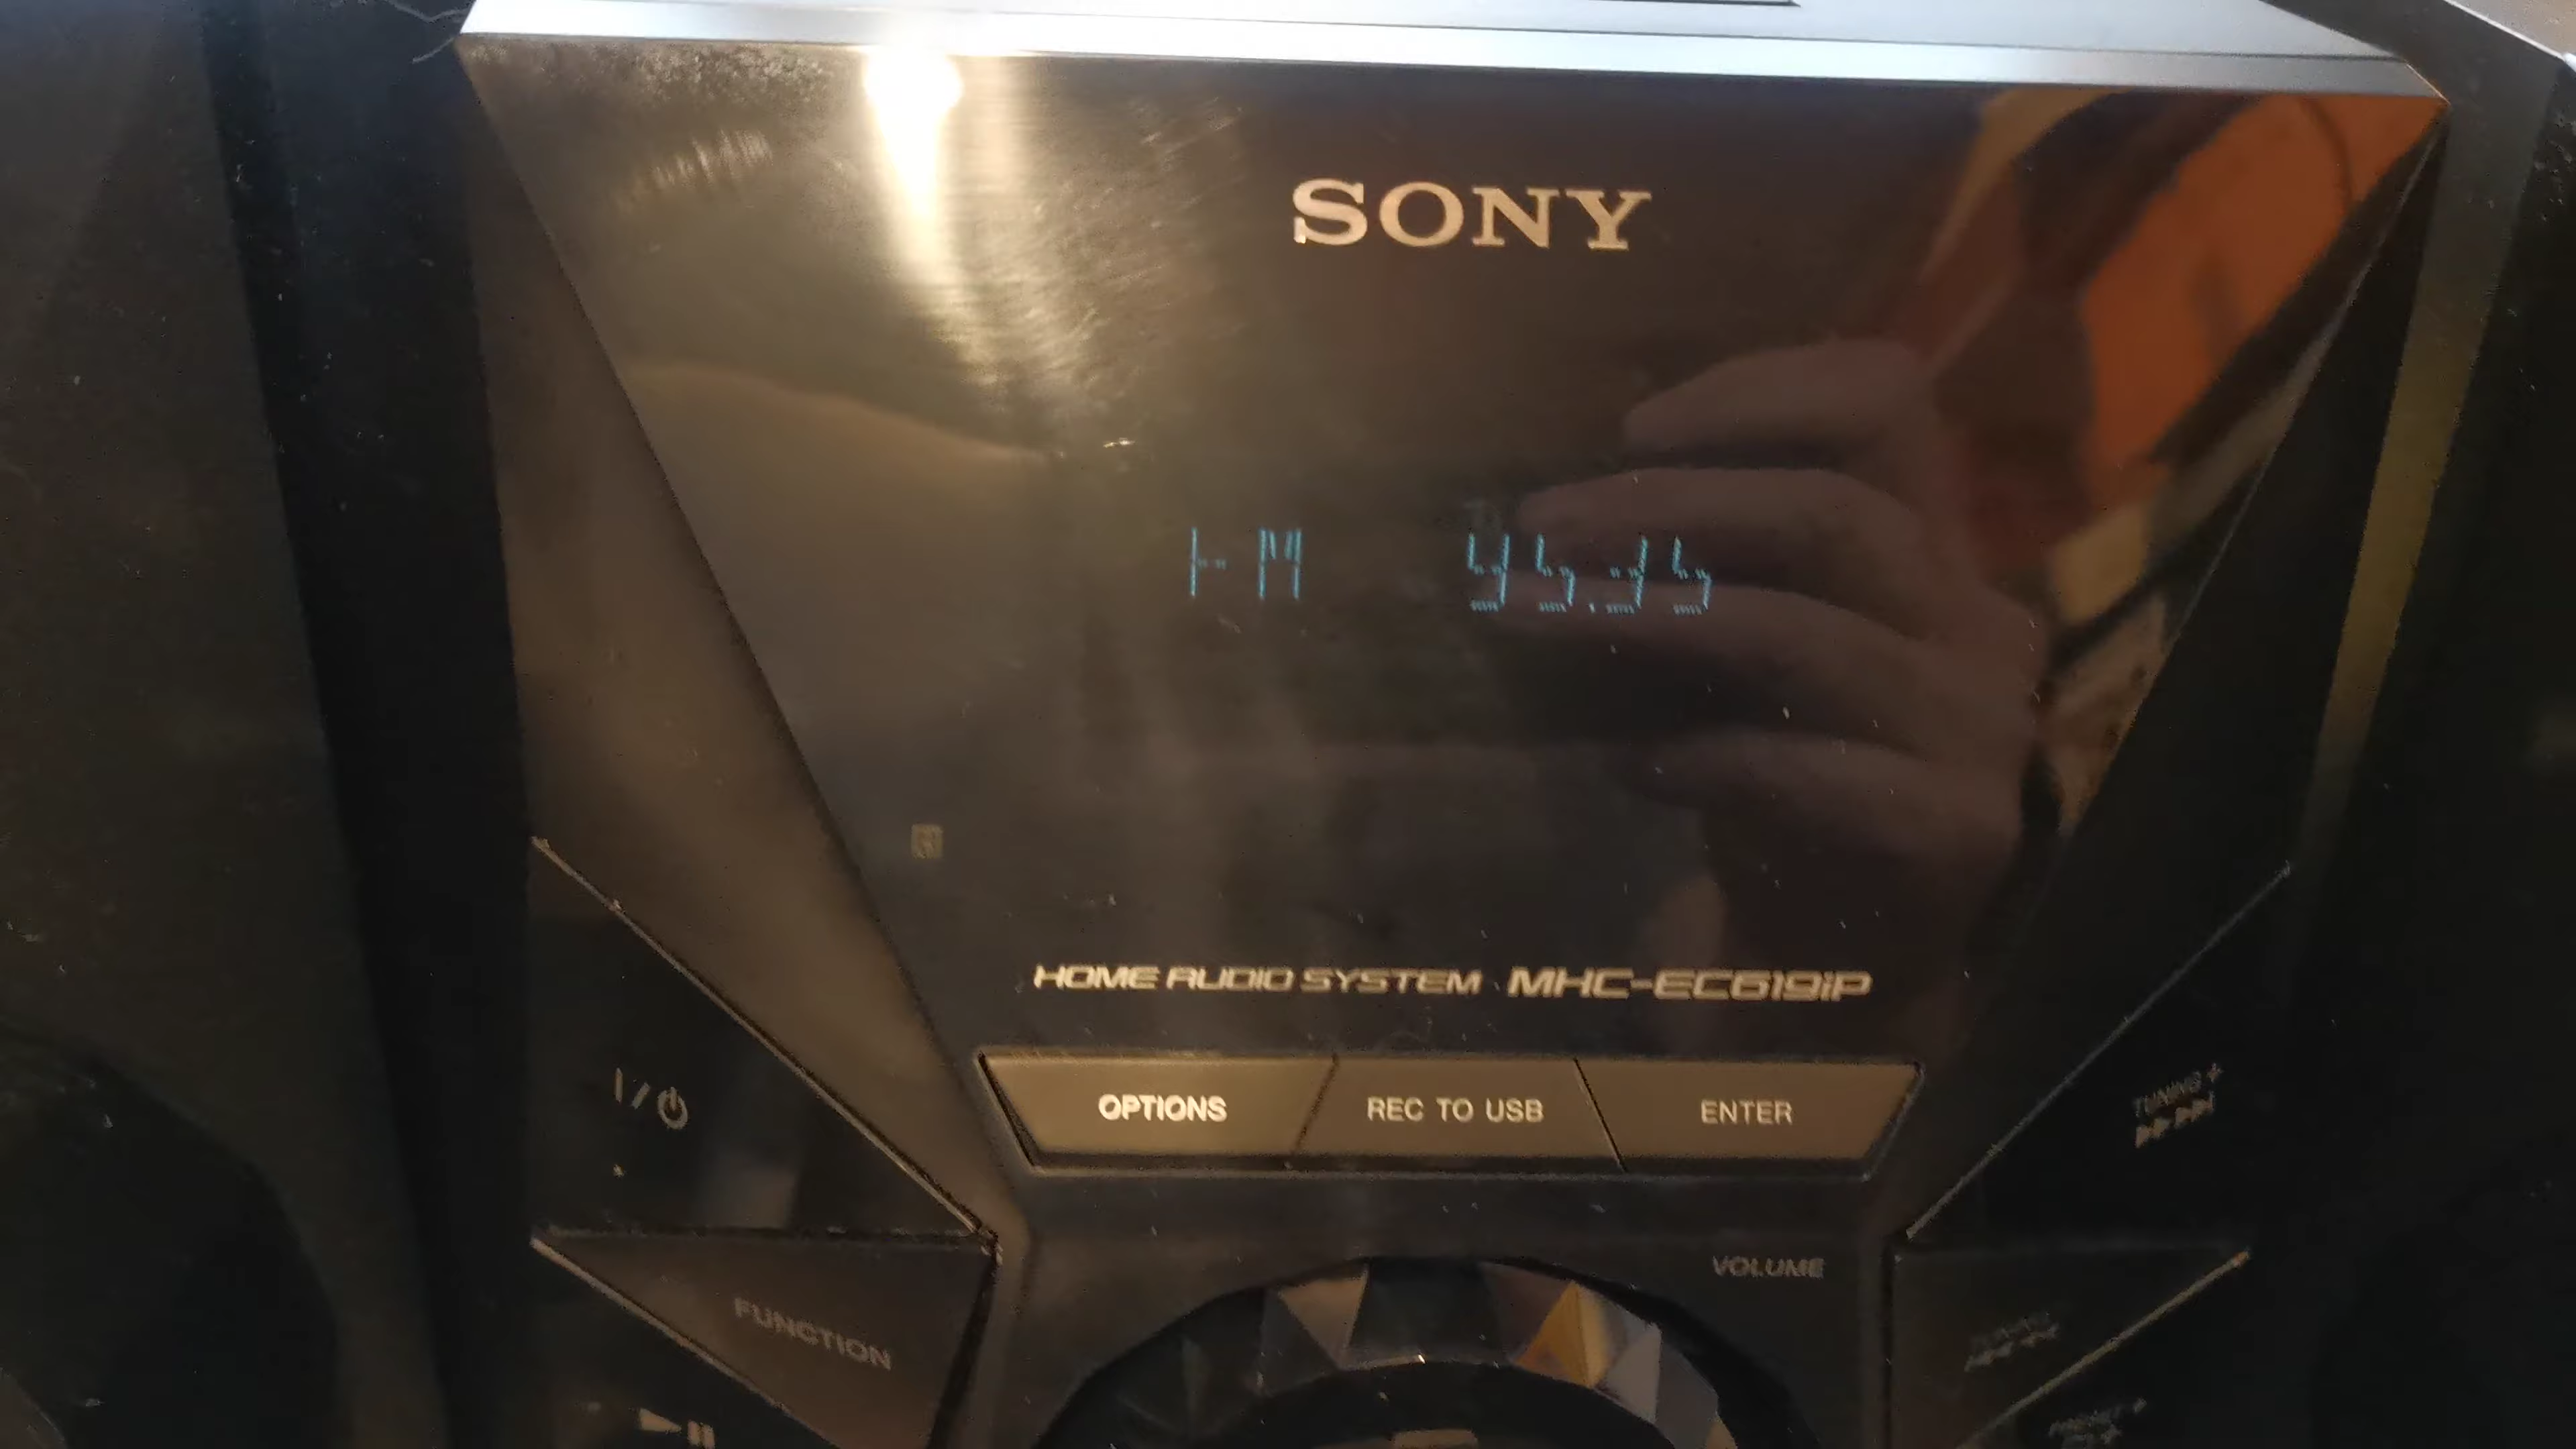 SONY
FM 95.35
HOME AUDIO SYSTEM MHC-EC619iP
OPTIONS REC TO USB ENTER
I/⏻
TUNING +
VOLUME
FUNCTION